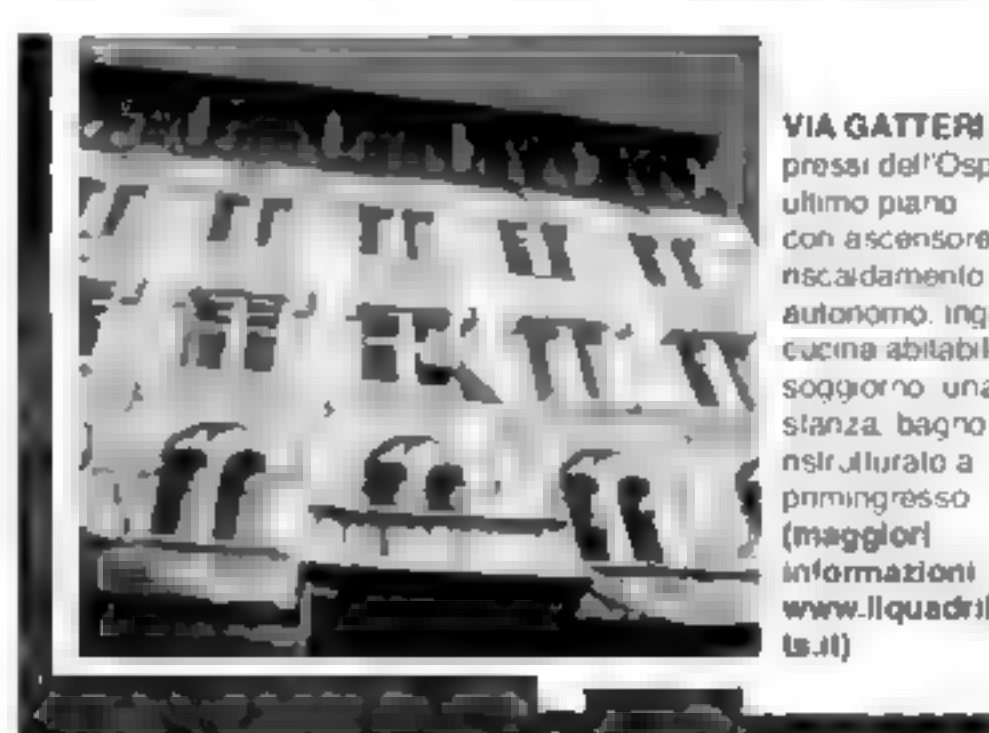 VIA GATTERI
pressi dell'Osp
ultimo piano
con ascensore
riscaldamento
autonomo. ing
cucina abitabil
soggiorno una
stanza. bagno
ristrutturato a
primingresso
(maggiori
informazioni
www.ilquadrif
ts.it)